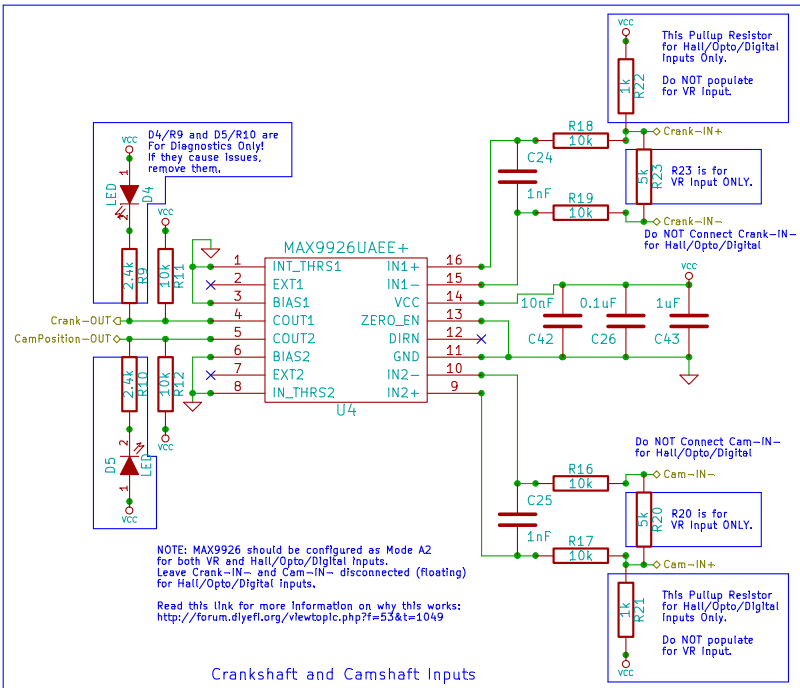 VCC
This Pullup Resistor
for Hall/Opto/Digital
Inputs Only.
Do NOT populate
for VR Input.
1k
R22
D4/R9 and D5/R10 are
For Diagnostics Only!
If they cause issues,
remove them.
VCC
1
LED
D4
2
R18
10k
Crank-IN+
C24
1nF
5k
R23
R23 is for
VR Input ONLY.
R19
10k
Crank-IN-
Do NOT Connect Crank-IN-
for Hall/Opto/Digital
VCC
2.4k
R9
10k
R11
MAX9926UAEE+
1 INT_THRS1 IN1+ 16
2 EXT1 IN1- 15
3 BIAS1 VCC 14
4 COUT1 ZERO_EN 13
5 COUT2 DIRN 12
6 BIAS2 GND 11
7 EXT2 IN2- 10
8 IN_THRS2 IN2+ 9
U4
VCC
10nF 0.1uF 1uF
C42 C26 C43
Crank-OUT
CamPosition-OUT
2.4k
R10
10k
R12
VCC
2
D5
LED
1
VCC
Do NOT Connect Cam-IN-
for Hall/Opto/Digital
R16
10k
Cam-IN-
C25
1nF
5k
R20
R20 is for
VR Input ONLY.
R17
10k
Cam-IN+
NOTE: MAX9926 should be configured as Mode A2
for both VR and Hall/Opto/Digital inputs.
Leave Crank-IN- and Cam-IN- disconnected (floating)
for Hall/Opto/Digital inputs.
Read this link for more information on why this works:
http://forum.diyefi.org/viewtopic.php?f=53&t=1049
1k
R21
VCC
This Pullup Resistor
for Hall/Opto/Digital
Inputs Only.
Do NOT populate
for VR Input.
Crankshaft and Camshaft Inputs